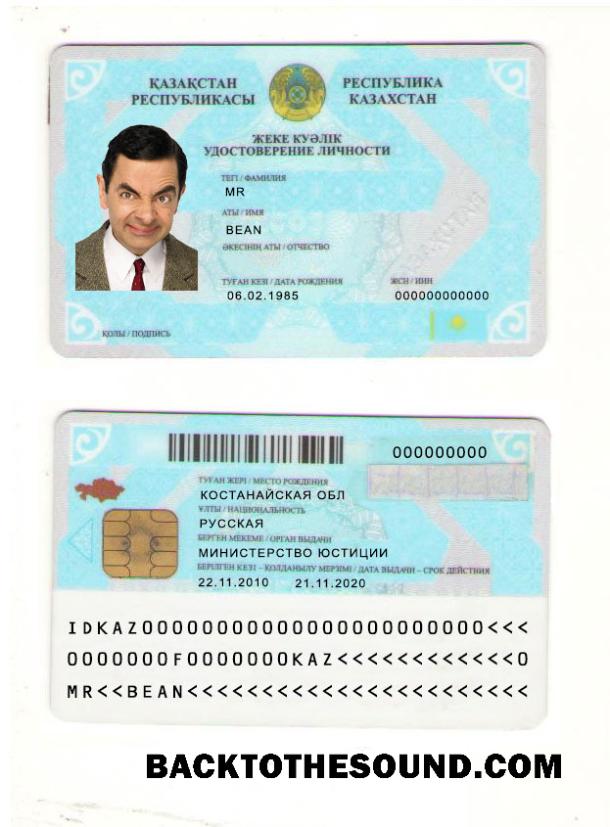 ҚАЗАҚСТАН РЕСПУБЛИКАСЫ
РЕСПУБЛИКА КАЗАХСТАН
ЖЕКЕ КУӘЛІК
УДОСТОВЕРЕНИЕ ЛИЧНОСТИ
ТЕГІ / ФАМИЛИЯ
MR
АТЫ / ИМЯ
BEAN
ӘКЕСІНІҢ АТЫ / ОТЧЕСТВО
ТУҒАН КЕЗІ / ДАТА РОЖДЕНИЯ
ЖСН / ИИН
06.02.1985
000000000000
ҚОЛЫ / ПОДПИСЬ
000000000
ТУҒАН ЖЕРІ / МЕСТО РОЖДЕНИЯ
КОСТАНАЙСКАЯ ОБЛ
ҰЛТЫ / НАЦИОНАЛЬНОСТЬ
РУССКАЯ
БЕРГЕН МЕКЕМЕ / ОРГАН ВЫДАЧИ
МИНИСТЕРСТВО ЮСТИЦИИ
БЕРІЛГЕН КЕЗІ – ҚОЛДАНЫЛУ МЕРЗІМІ / ДАТА ВЫДАЧИ – СРОК ДЕЙСТВИЯ
22.11.2010 21.11.2020
IDKAZ00000000000000000000000<<<
0000000F0000000KAZ<<<<<<<<<<<0
MR<<BEAN<<<<<<<<<<<<<<<<<<<<<<
BACKTOTHESOUND.COM